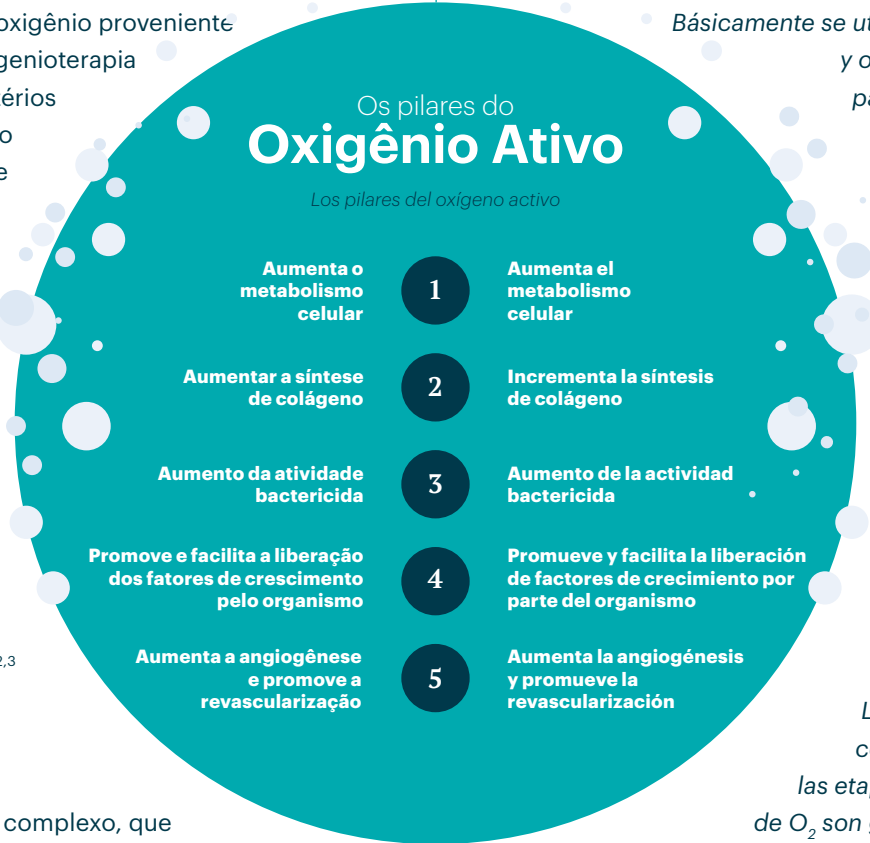 oxigênio proveniente
genioterapia
térios
o
e
2,3
complexo, que
Os pilares do
Oxigênio Ativo
Los pilares del oxígeno activo
Aumenta o
metabolismo
celular
1
Aumenta el
metabolismo
celular
Aumentar a síntese
de colágeno
2
Incrementa la síntesis
de colágeno
Aumento da atividade
bactericida
3
Aumento de la actividad
bactericida
Promove e facilita a liberação
dos fatores de crescimento
pelo organismo
4
Promueve y facilita la liberación
de factores de crecimiento por
parte del organismo
Aumenta a angiogênese
e promove a
revascularização
5
Aumenta la angiogénesis
y promueve la
revascularización
Básicamente se ut
y o
pa
L
co
las eta
de O₂ son